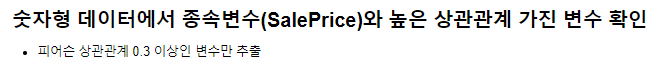 숫자형 데이터에서 종속변수(SalePrice)와 높은 상관관계 가진 변수 확인
• 피어슨 상관관계 0.3 이상인 변수만 추출